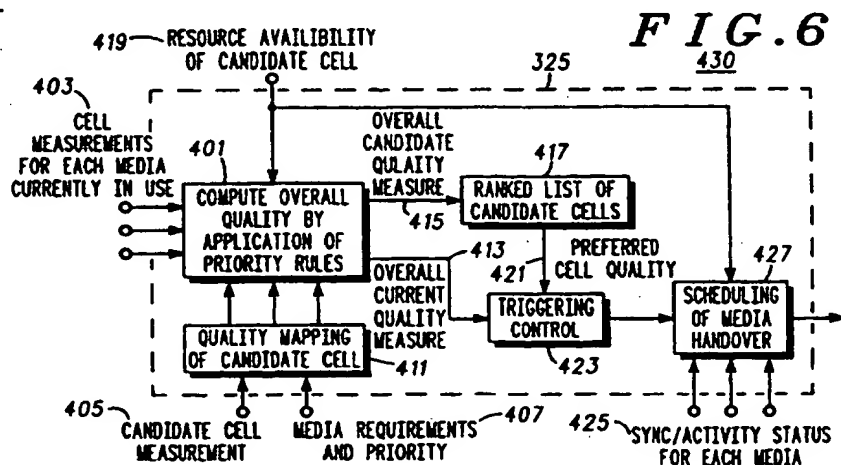 FIG.6
430
419
RESOURCE AVAILIBILITY
OF CANDIDATE CELL
325
403
CELL
MEASUREMENTS
FOR EACH MEDIA
CURRENTLY IN USE
401
COMPUTE OVERALL
QUALITY BY
APPLICATION OF
PRIORITY RULES
OVERALL
CANDIDATE
QULAITY
MEASURE
415
417
RANKED LIST OF
CANDIDATE CELLS
413
OVERALL
CURRENT
QUALITY
MEASURE
421
PREFERRED
CELL QUALITY
427
TRIGGERING
CONTROL
423
SCHEDULING
OF MEDIA
HANDOVER
QUALITY MAPPING
OF CANDIDATE CELL
411
405
CANDIDATE CELL
MEASUREMENT
MEDIA REQUIREMENTS
AND PRIORITY
407
425
SYNC/ACTIVITY STATUS
FOR EACH MEDIA